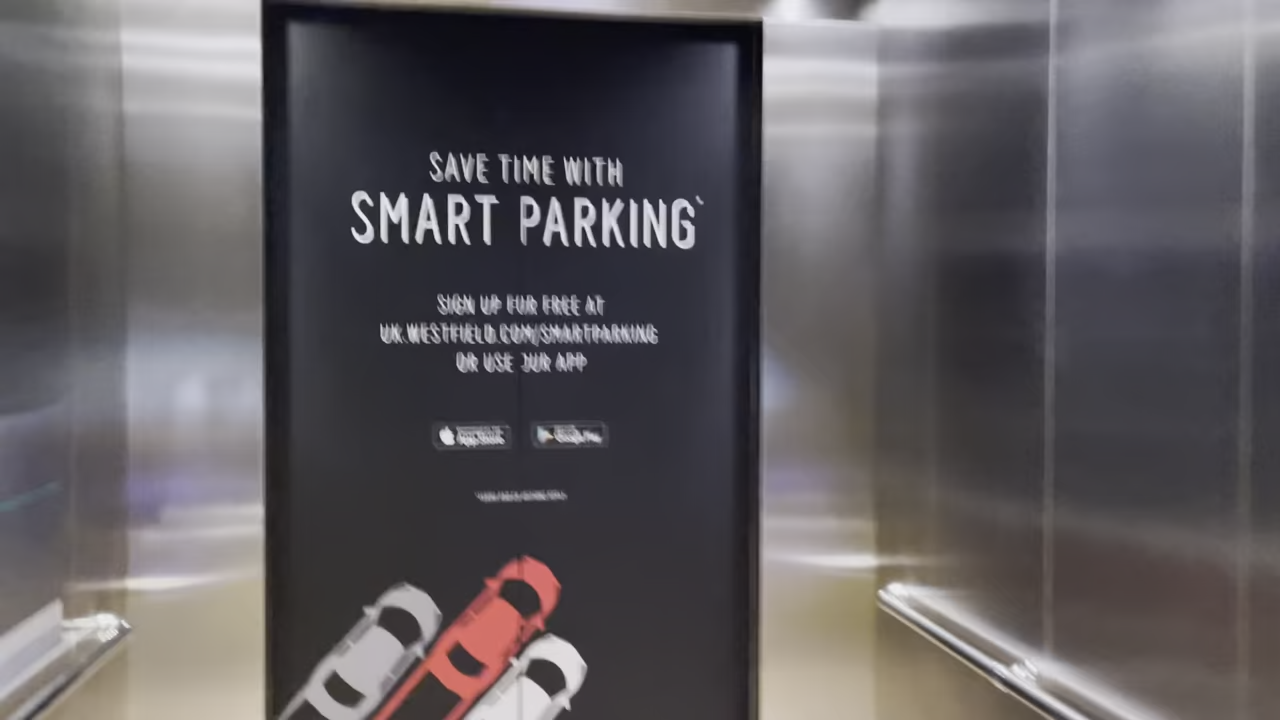 SAVE TIME WITH
SMART PARKING*
SIGN UP FOR FREE AT
UK.WESTFIELD.COM/SMARTPARKING
OR USE OUR APP
App Store
Google Play